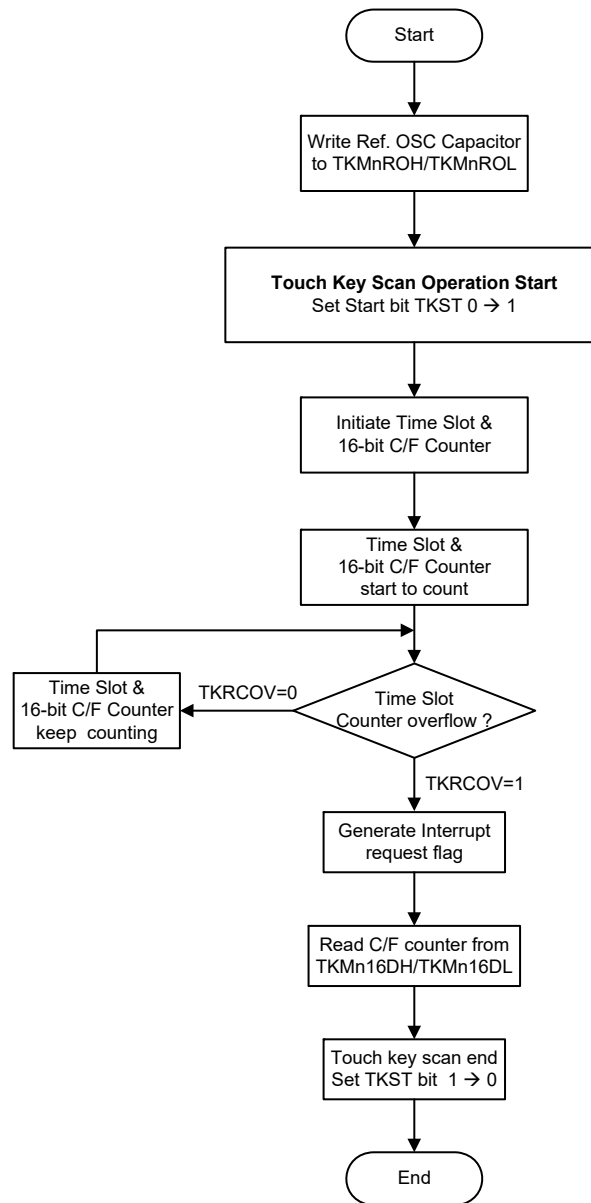 Start
Write Ref. OSC Capacitor
to TKMnROH/TKMnROL
Touch Key Scan Operation Start
Set Start bit TKST 0 → 1
Initiate Time Slot &
16-bit C/F Counter
Time Slot &
16-bit C/F Counter
start to count
Time Slot &
16-bit C/F Counter
keep counting
TKRCOV=0
Time Slot
Counter overflow ?
TKRCOV=1
Generate Interrupt
request flag
Read C/F counter from
TKMn16DH/TKMn16DL
Touch key scan end
Set TKST bit 1 → 0
End